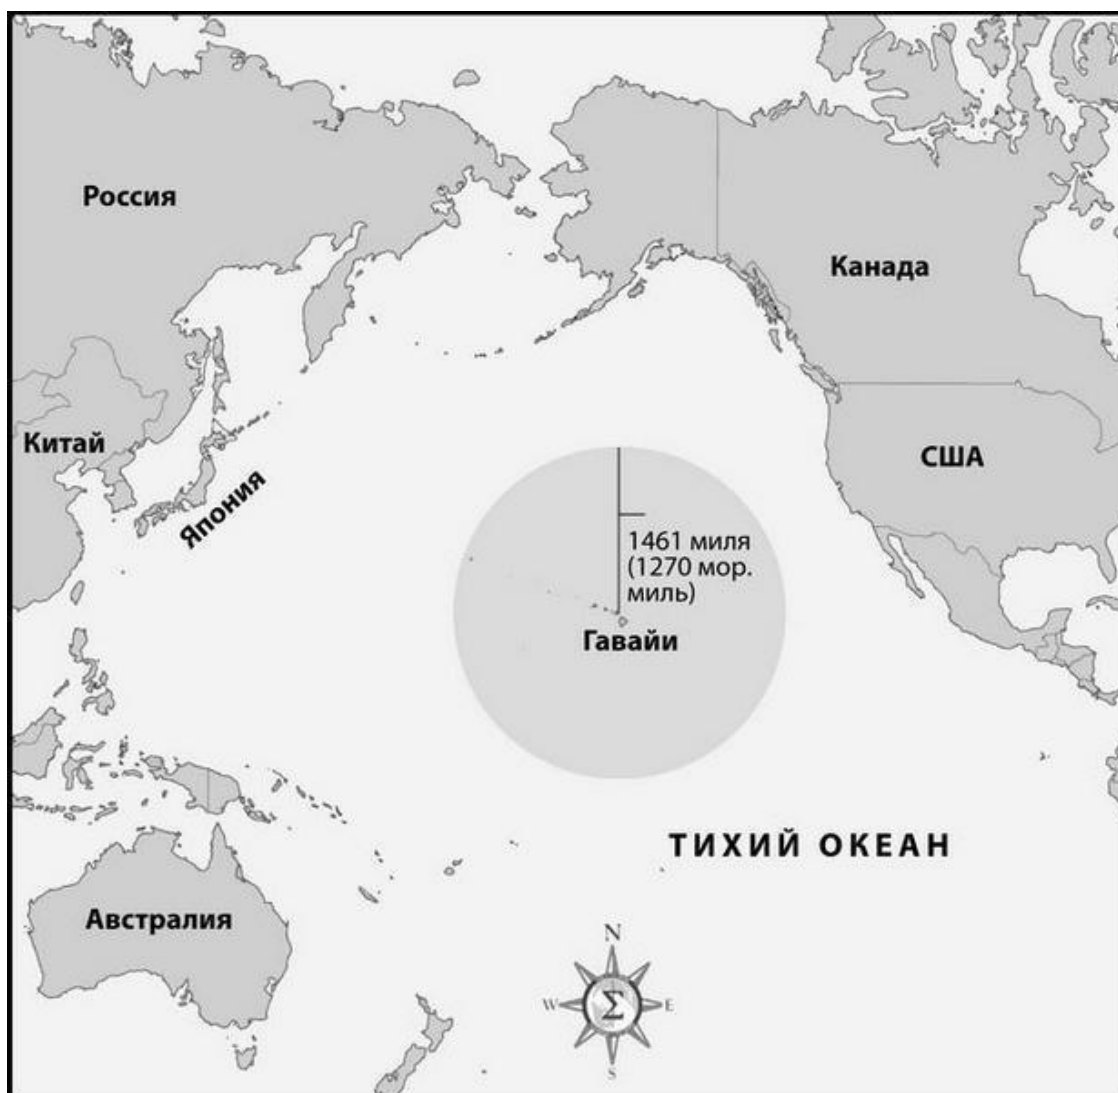 Россия
Канада
Китай
США
Япония
1461 миля
(1270 мор.
миль)
Гавайи
ТИХИЙ ОКЕАН
Австралия
N
W
Σ
E
S